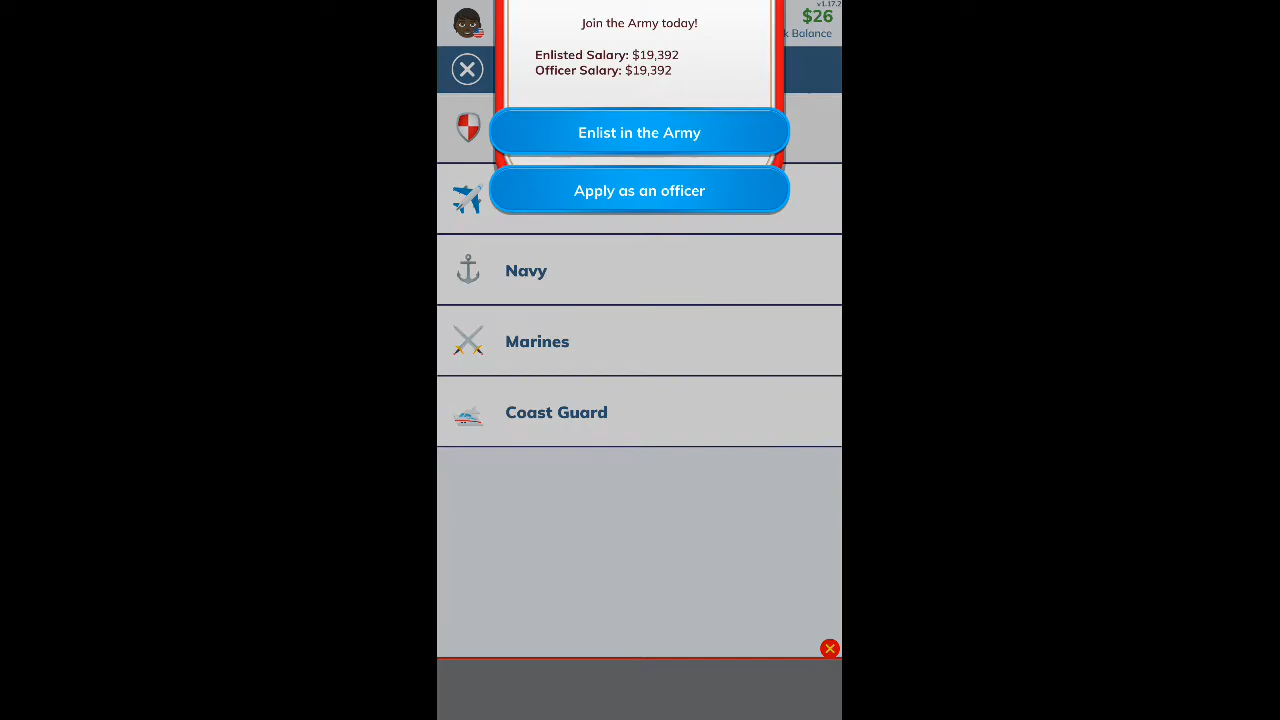 v1.17.2
$26
k Balance
Join the Army today!
Enlisted Salary: $19,392
Officer Salary: $19,392
Enlist in the Army
Apply as an officer
Navy
Marines
Coast Guard